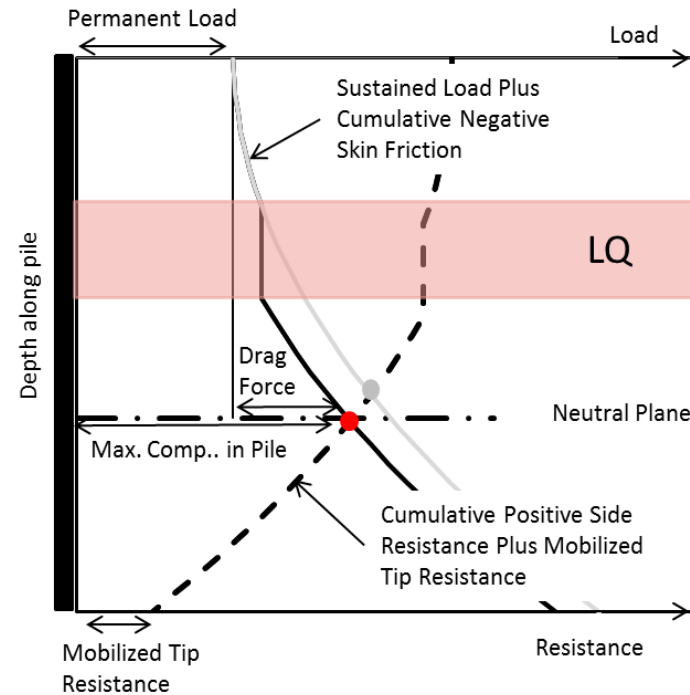 Permanent Load
Load
Sustained Load Plus
Cumulative Negative
Skin Friction
LQ
Depth along pile
Drag
Force
Neutral Plane
Max. Comp.. in Pile
Cumulative Positive Side
Resistance Plus Mobilized
Tip Resistance
Mobilized Tip
Resistance
Resistance